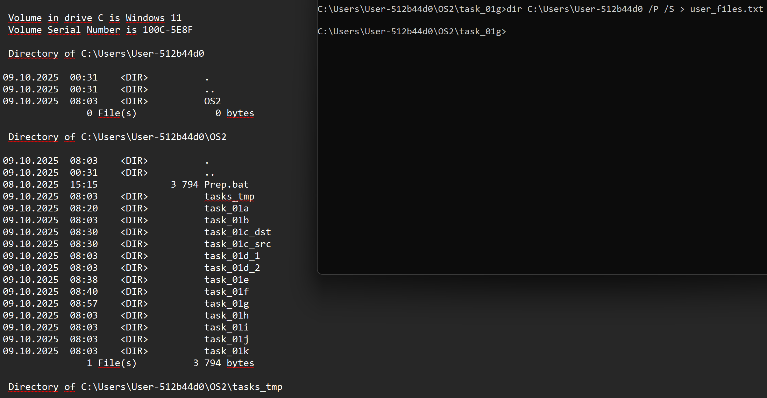 Volume in drive C is Windows 11
Volume Serial Number is 100C-5E8F
Directory of C:\Users\User-512b44d0
09.10.2025 00:31 <DIR> .
09.10.2025 00:31 <DIR> ..
09.10.2025 08:03 <DIR> OS2
0 File(s) 0 bytes
Directory of C:\Users\User-512b44d0\OS2
09.10.2025 08:03 <DIR> .
09.10.2025 00:31 <DIR> ..
08.10.2025 15:15 3 794 Prep.bat
09.10.2025 08:03 <DIR> tasks_tmp
09.10.2025 08:20 <DIR> task_01a
09.10.2025 08:03 <DIR> task_01b
09.10.2025 08:30 <DIR> task_01c_dst
09.10.2025 08:30 <DIR> task_01c_src
09.10.2025 08:03 <DIR> task_01d_1
09.10.2025 08:03 <DIR> task_01d_2
09.10.2025 08:38 <DIR> task_01e
09.10.2025 08:40 <DIR> task_01f
09.10.2025 08:57 <DIR> task_01g
09.10.2025 08:03 <DIR> task_01h
09.10.2025 08:03 <DIR> task_01i
09.10.2025 08:03 <DIR> task_01j
09.10.2025 08:03 <DIR> task_01k
1 File(s) 3 794 bytes
Directory of C:\Users\User-512b44d0\OS2\tasks_tmp
C:\Users\User-512b44d0\OS2\task_01g>dir C:\Users\User-512b44d0 /P /S > user_files.txt
C:\Users\User-512b44d0\OS2\task_01g>